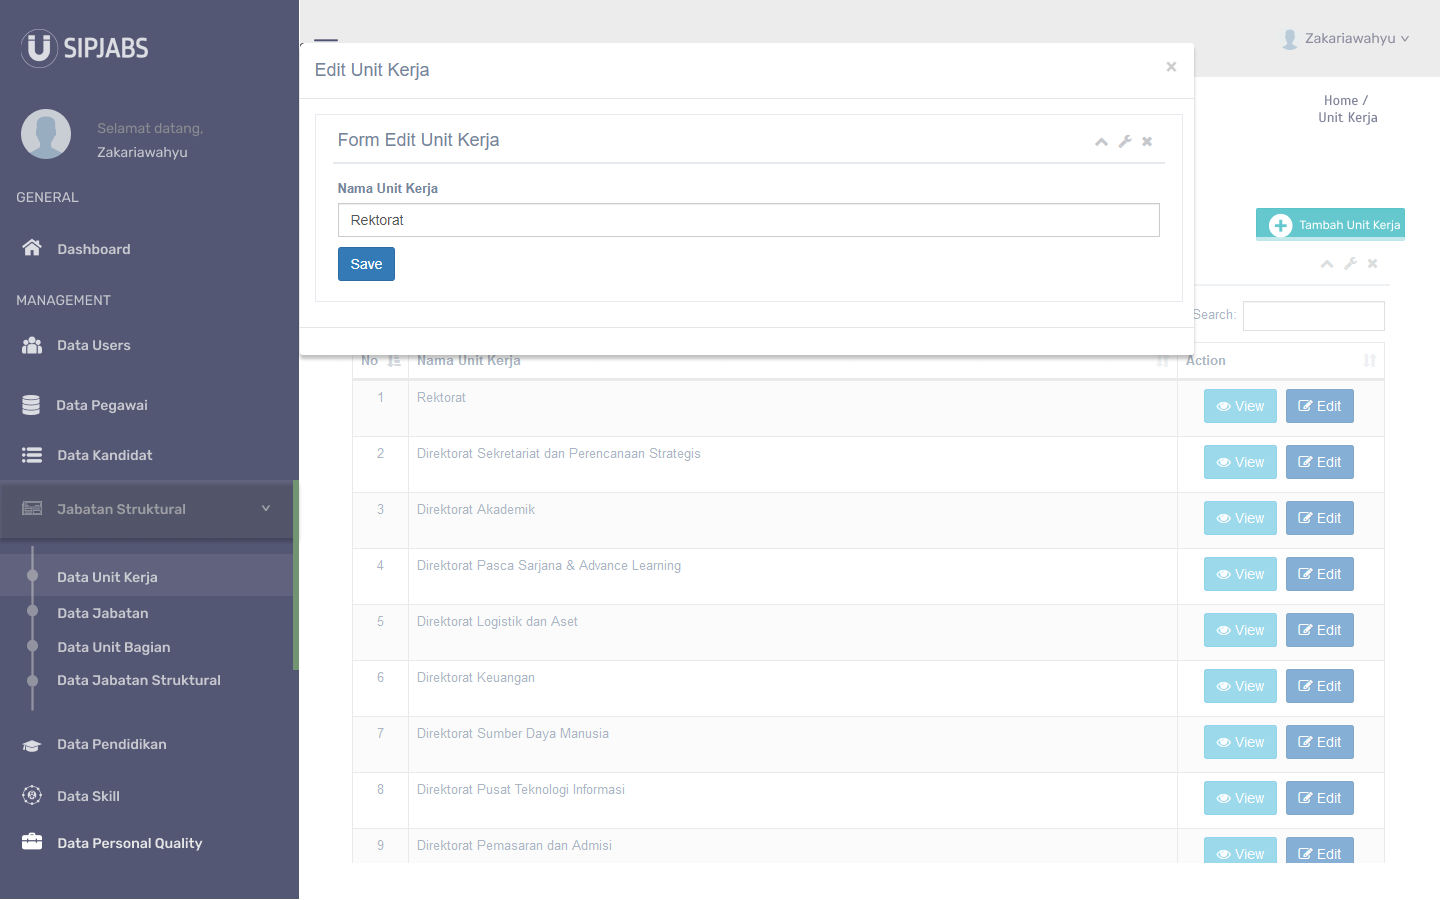 SIPJABS
Selamat datang,
Zakariawahyu
GENERAL
Dashboard
MANAGEMENT
Data Users
Data Pegawai
Data Kandidat
Jabatan Struktural
Data Unit Kerja
Data Jabatan
Data Unit Bagian
Data Jabatan Struktural
Data Pendidikan
Data Skill
Data Personal Quality
Zakariawahyu
Home /
Unit Kerja
Edit Unit Kerja
×
Form Edit Unit Kerja
Nama Unit Kerja
Rektorat
Save
Tambah Unit Kerja
Search:
No Nama Unit Kerja Action
1 Rektorat View Edit
2 Direktorat Sekretariat dan Perencanaan Strategis View Edit
3 Direktorat Akademik View Edit
4 Direktorat Pasca Sarjana & Advance Learning View Edit
5 Direktorat Logistik dan Aset View Edit
6 Direktorat Keuangan View Edit
7 Direktorat Sumber Daya Manusia View Edit
8 Direktorat Pusat Teknologi Informasi View Edit
9 Direktorat Pemasaran dan Admisi View Edit